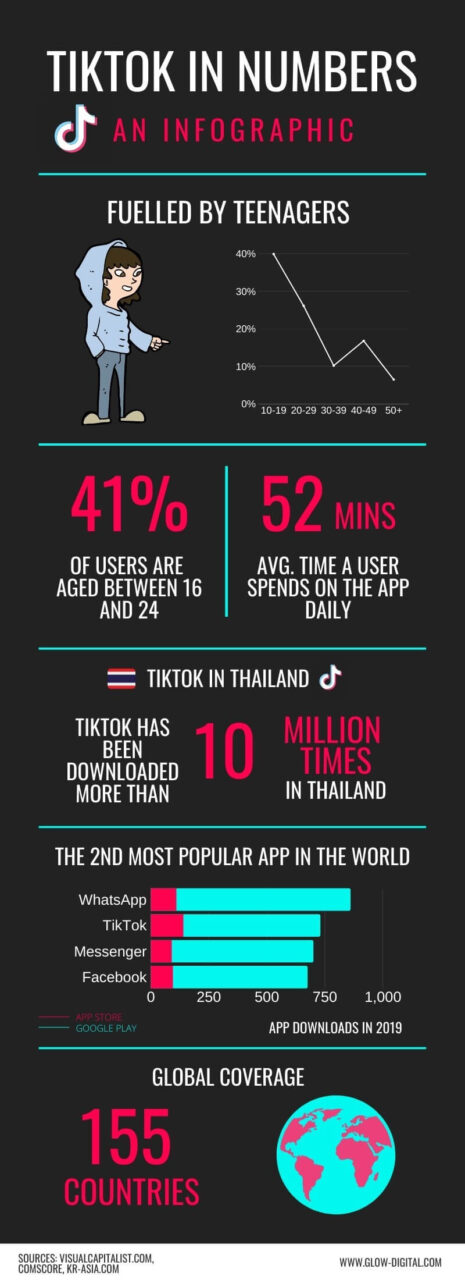 TIKTOK IN NUMBERS
AN INFOGRAPHIC
FUELLED BY TEENAGERS
40%
30%
20%
10%
0%
10-19 20-29 30-39 40-49 50+
41%
OF USERS ARE
AGED BETWEEN 16
AND 24
52 MINS
AVG. TIME A USER
SPENDS ON THE APP
DAILY
TIKTOK IN THAILAND
TIKTOK HAS
BEEN
DOWNLOADED
MORE THAN
10
MILLION
TIMES
IN THAILAND
THE 2ND MOST POPULAR APP IN THE WORLD
WhatsApp
TikTok
Messenger
Facebook
0 250 500 750 1,000
APP STORE
GOOGLE PLAY
APP DOWNLOADS IN 2019
GLOBAL COVERAGE
155
COUNTRIES
SOURCES: VISUALCAPITALIST.COM,
COMSCORE, KR-ASIA.COM
WWW.GLOW-DIGITAL.COM